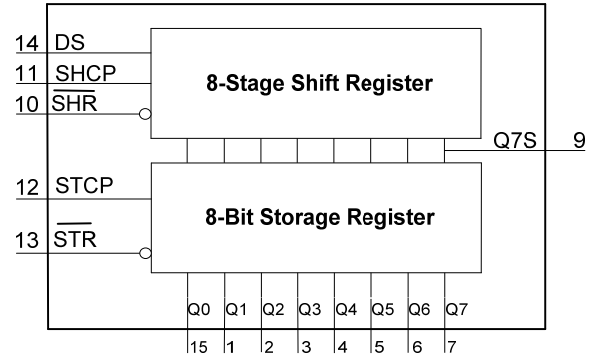 14 DS
11 SHCP
10 SHR
8-Stage Shift Register
Q7S 9
12 STCP
13 STR
8-Bit Storage Register
Q0 Q1 Q2 Q3 Q4 Q5 Q6 Q7
15 1 2 3 4 5 6 7